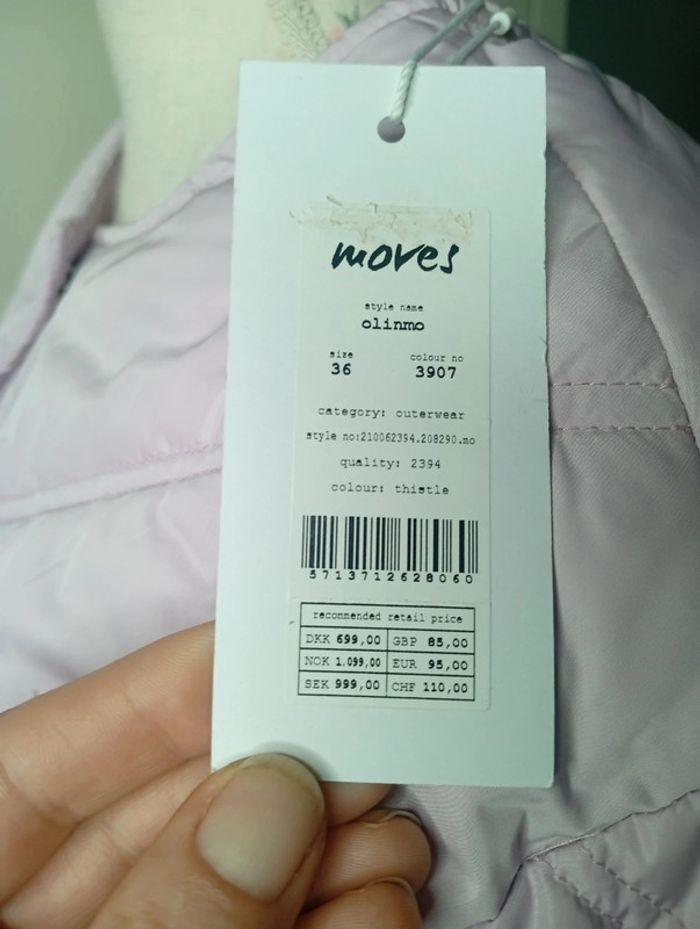 moves
style name
olinmo
size colour no
36 3907
category: outerwear
style no:210062394.208290.mo
quality: 2394
colour: thistle
5713712628060
recommended retail price
DKK 699,00 GBP 85,00
NOK 1.099,00 EUR 95,00
SEK 999,00 CHF 110,00